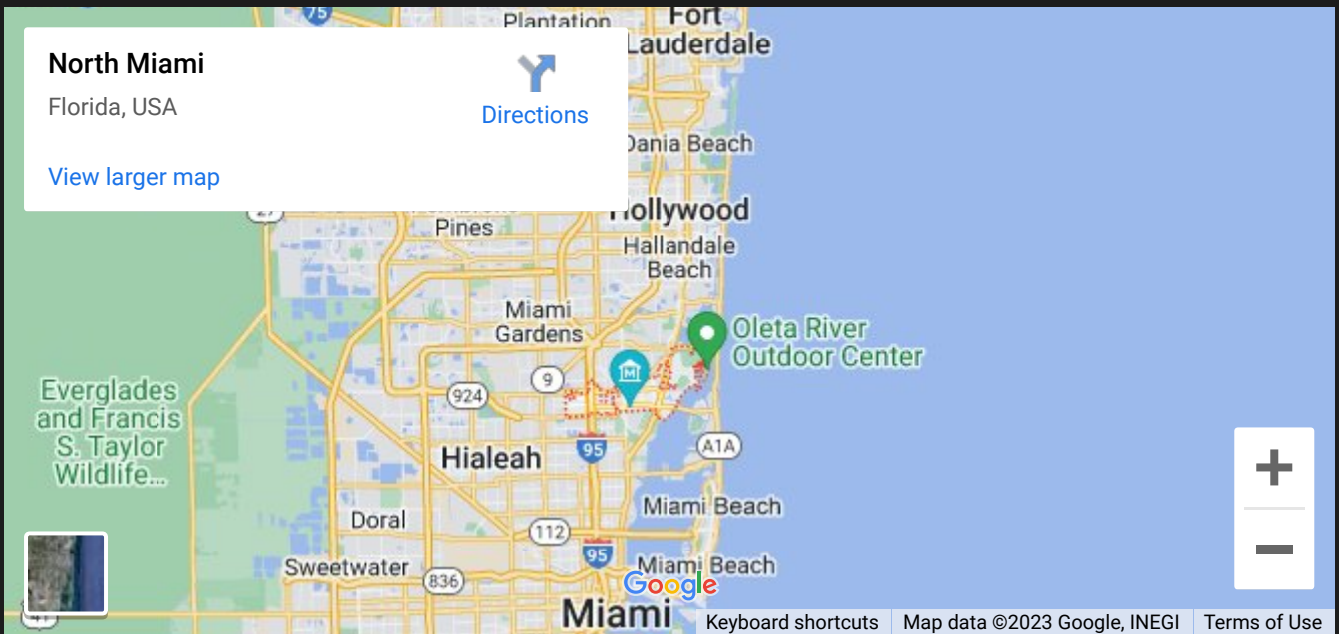 75
Plantation
Fort
Lauderdale
North Miami
Florida, USA
Directions
View larger map
Dania Beach
27
Hollywood
Pines
Hallandale
Beach
Miami
Gardens
Oleta River
Outdoor Center
9
924
M
Everglades
and Francis
S. Taylor
Wildlife...
95
A1A
Hialeah
Miami Beach
Doral
112
95
Sweetwater
836
Miami Beach
Google
Miami
41
Keyboard shortcuts
Map data ©2023 Google, INEGI
Terms of Use